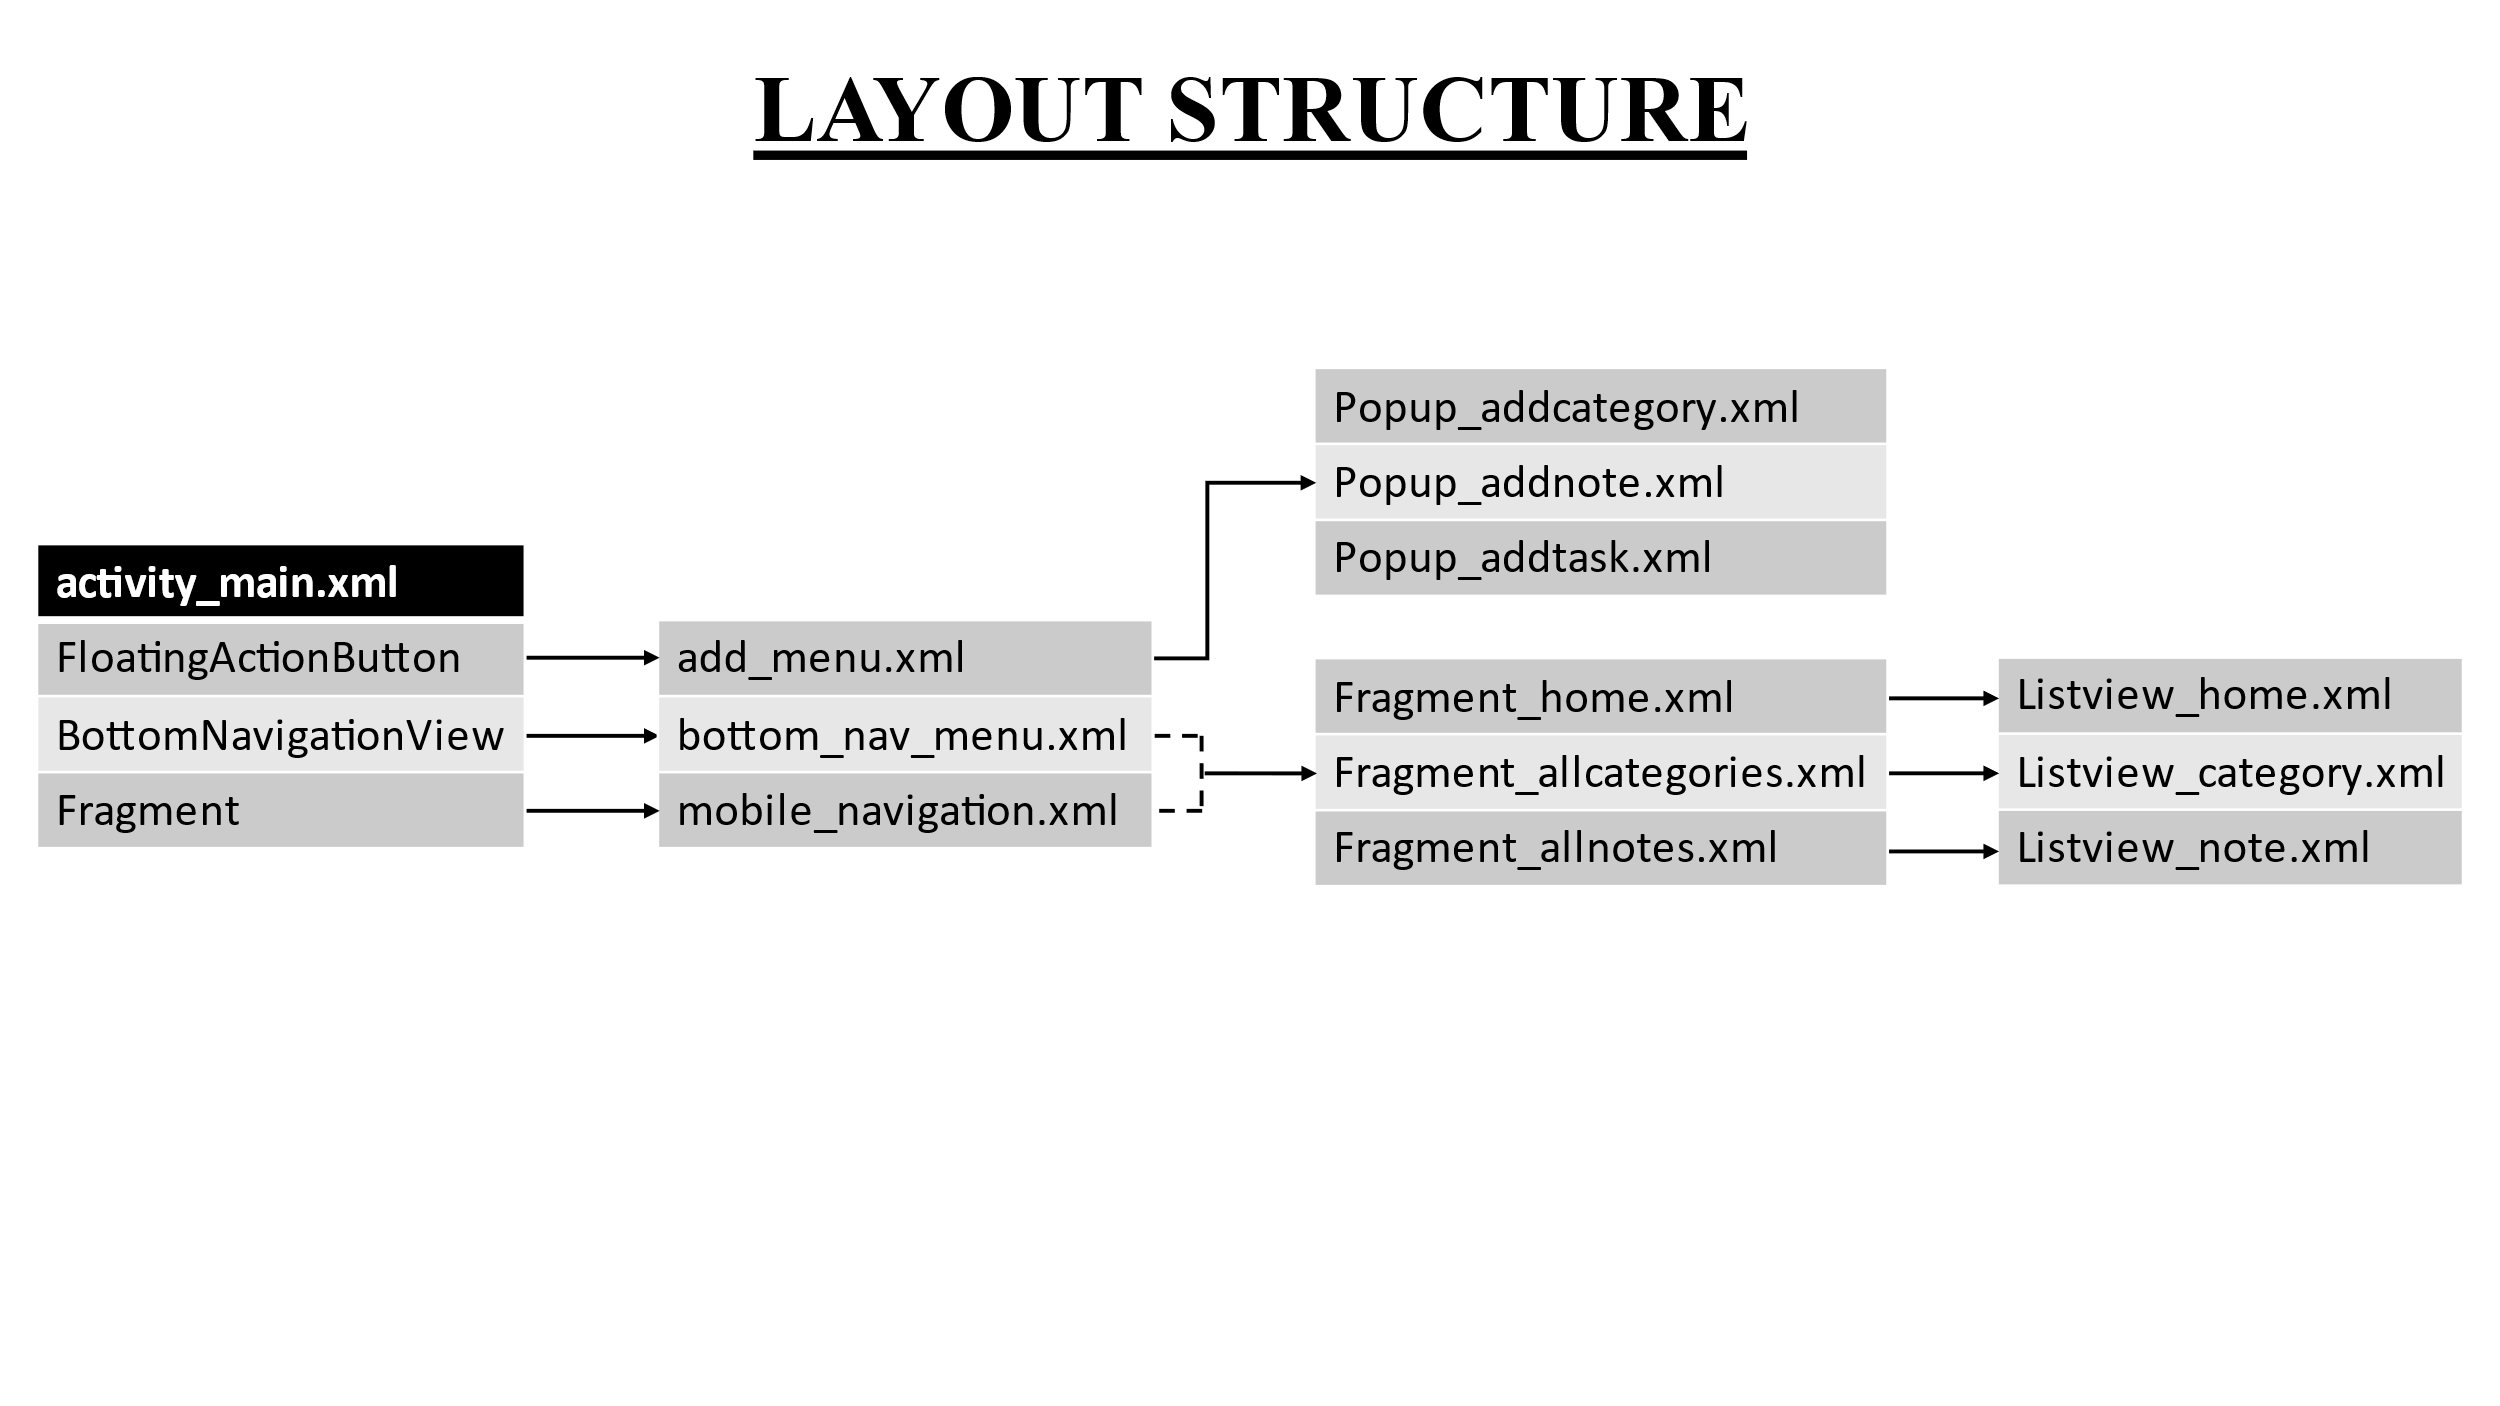 LAYOUT STRUCTURE
activity_main.xml
FloatingActionButton
BottomNavigationView
Fragment
add_menu.xml
bottom_nav_menu.xml
mobile_navigation.xml
Popup_addcategory.xml
Popup_addnote.xml
Popup_addtask.xml
Fragment_home.xml
Fragment_allcategories.xml
Fragment_allnotes.xml
Listview_home.xml
Listview_category.xml
Listview_note.xml